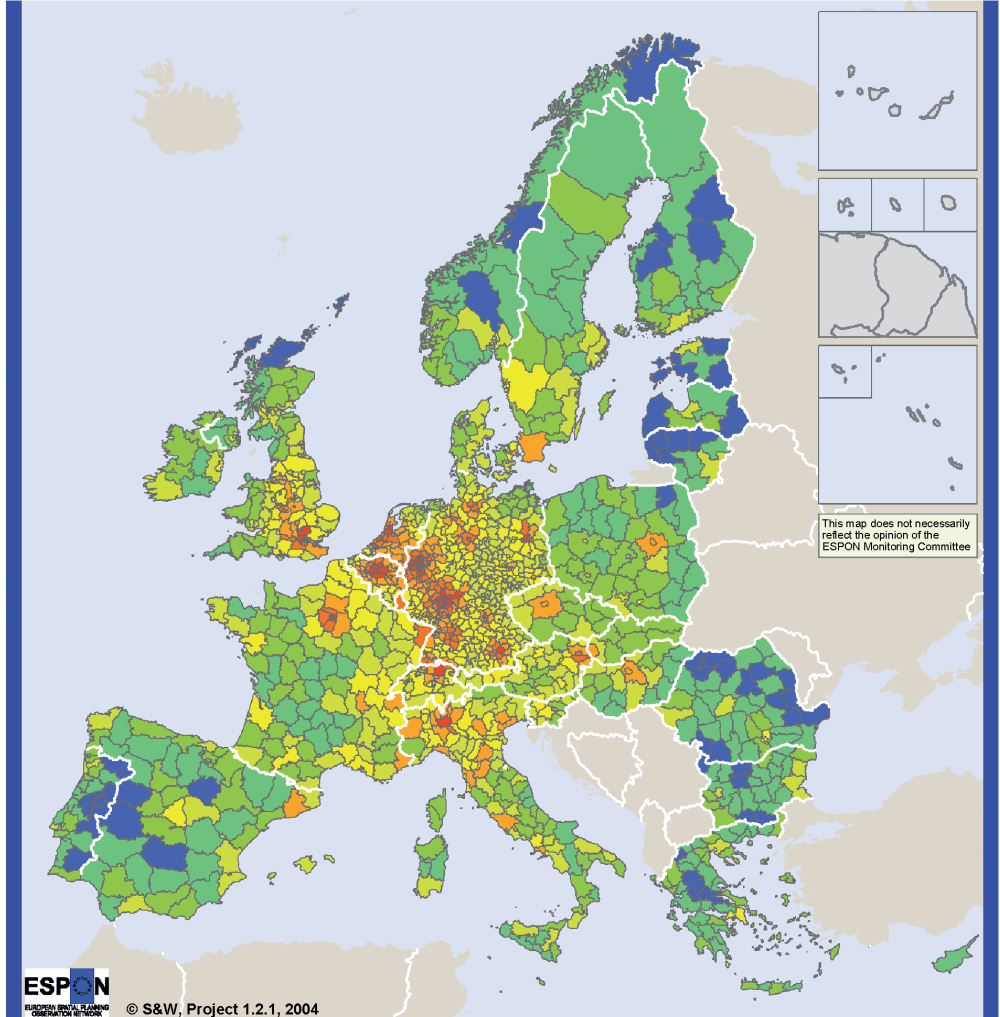 This map does not necessarily
reflect the opinion of the
ESPON Monitoring Committee
ESPON
EUROPEAN SPATIAL PLANNING
OBSERVATION NETWORK
© S&W, Project 1.2.1, 2004